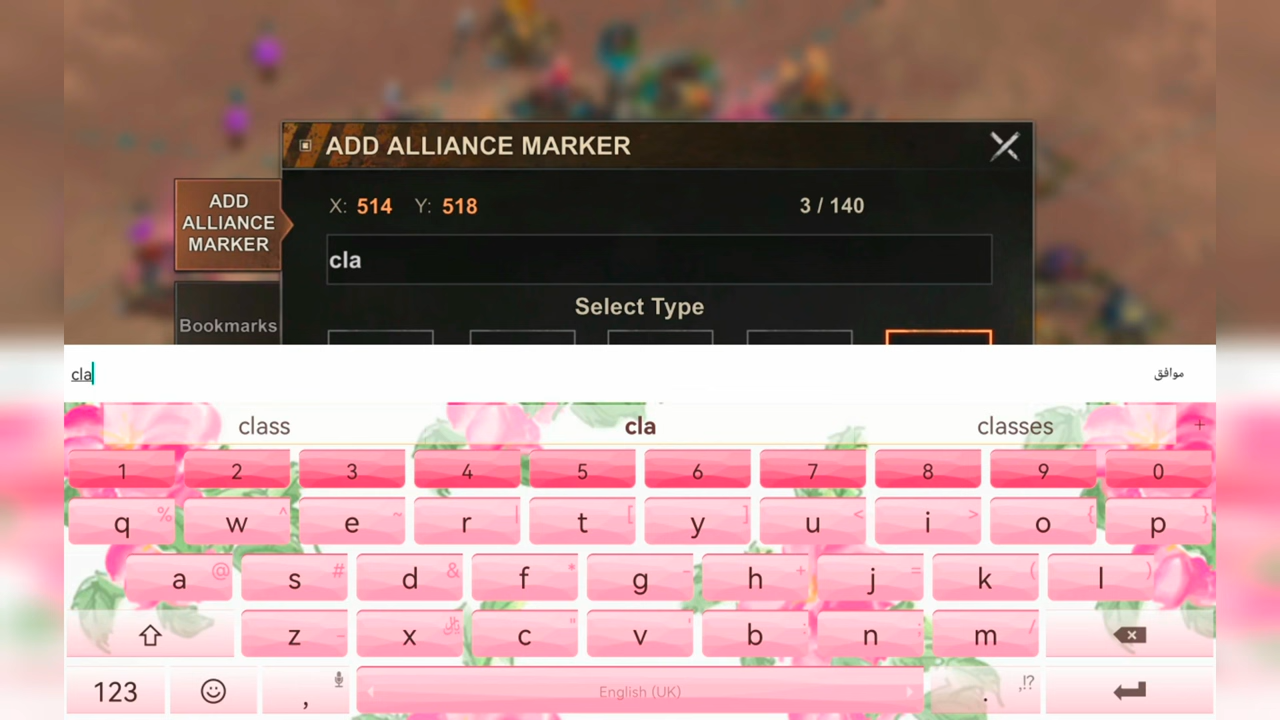 ADD ALLIANCE MARKER
ADD
ALLIANCE
MARKER
X: 514 Y: 518
3 / 140
cla
Select Type
Bookmarks
cla
موافق
class cla classes +
1 2 3 4 5 6 7 8 9 0
q % w ^ e ~ r | t [ y ] u < i > o { p }
a @ s # d & f * g - h + j = k ( l )
z _ x ﷼ c " v ' b : n ; m /
123 , English (UK) . ,!?